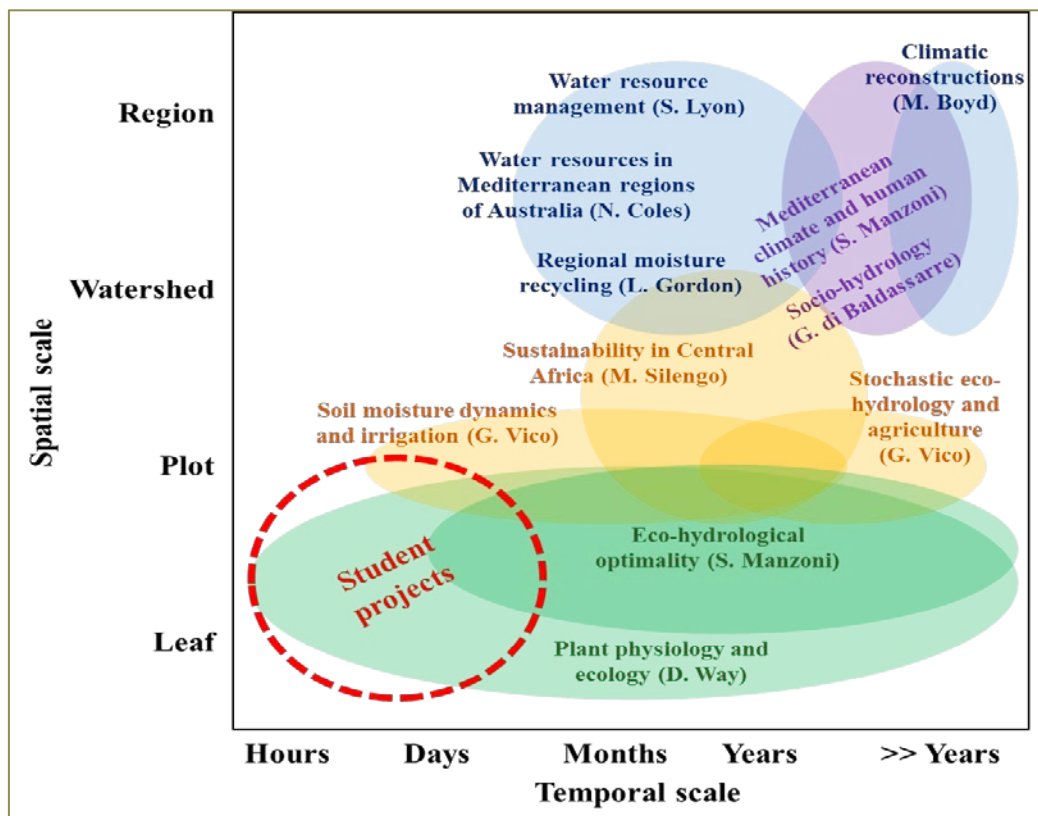 Climatic
reconstructions
(M. Boyd)
Water resource
management (S. Lyon)
Region
Water resources in
Mediterranean regions
of Australia (N. Coles)
Mediterranean
climate and human
history (S. Manzoni)
Regional moisture
recycling (L. Gordon)
Socio-hydrology
(G. di Baldassarre)
Watershed
Spatial scale
Sustainability in Central
Africa (M. Silengo)
Stochastic eco-
hydrology and
agriculture
(G. Vico)
Soil moisture dynamics
and irrigation (G. Vico)
Plot
Eco-hydrological
optimality (S. Manzoni)
Student
projects
Leaf
Plant physiology and
ecology (D. Way)
Hours Days Months Years >> Years
Temporal scale